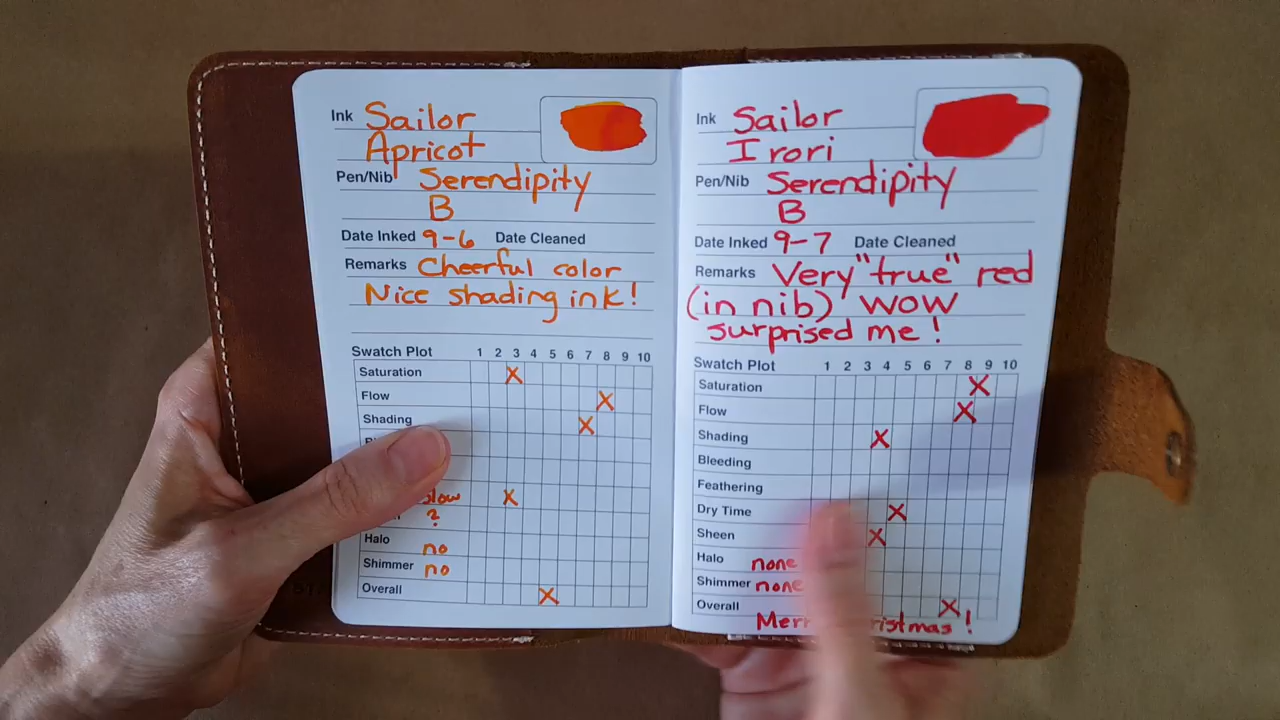 Ink Sailor
Apricot
Pen/Nib Serendipity
B
Date Inked 9-6 Date Cleaned
Remarks Cheerful color
Nice shading ink!
Swatch Plot 1 2 3 4 5 6 7 8 9 10
Saturation X
Flow X
Shading X
slow X
?
Halo no
Shimmer no
Overall X
Ink Sailor
Irori
Pen/Nib Serendipity
B
Date Inked 9-7 Date Cleaned
Remarks Very "true" red
(in nib) wow
surprised me!
Swatch Plot 1 2 3 4 5 6 7 8 9 10
Saturation X
Flow X
Shading X
Bleeding
Feathering
Dry Time X
Sheen X
Halo none
Shimmer none
Overall X
!